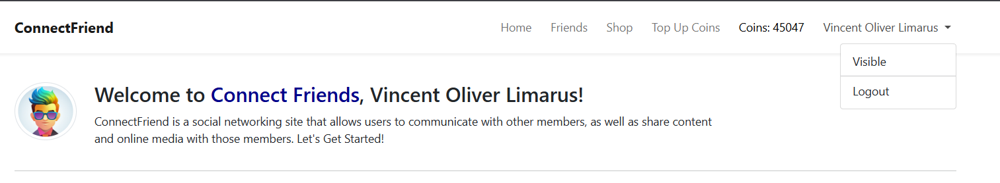 ConnectFriend Home Friends Shop Top Up Coins Coins: 45047 Vincent Oliver Limarus
Visible
Logout
Welcome to Connect Friends, Vincent Oliver Limarus!
ConnectFriend is a social networking site that allows users to communicate with other members, as well as share content
and online media with those members. Let's Get Started!